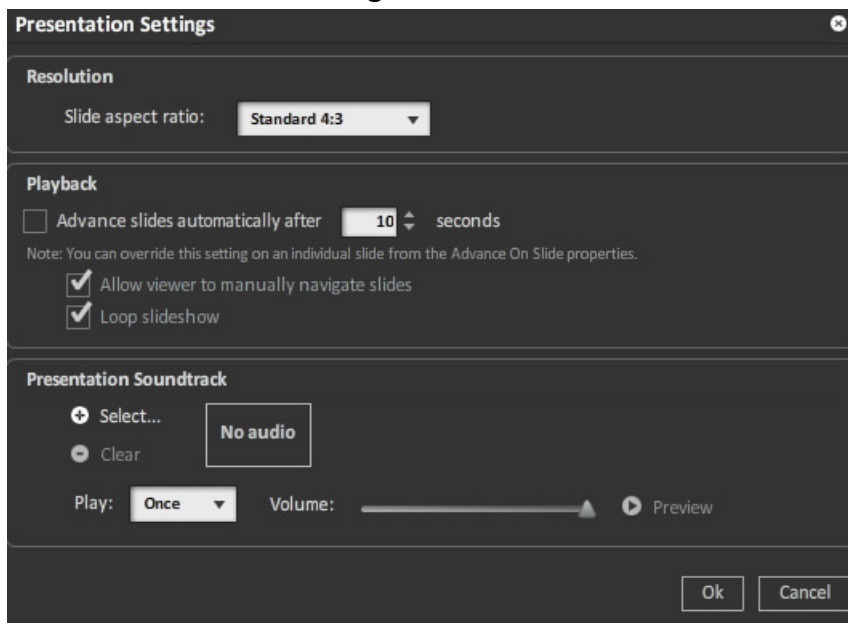 Presentation Settings
Resolution
Slide aspect ratio: Standard 4:3
Playback
Advance slides automatically after 10 seconds
Note: You can override this setting on an individual slide from the Advance On Slide properties.
Allow viewer to manually navigate slides
Loop slideshow
Presentation Soundtrack
Select...
No audio
Clear
Play: Once Volume: Preview
Ok Cancel